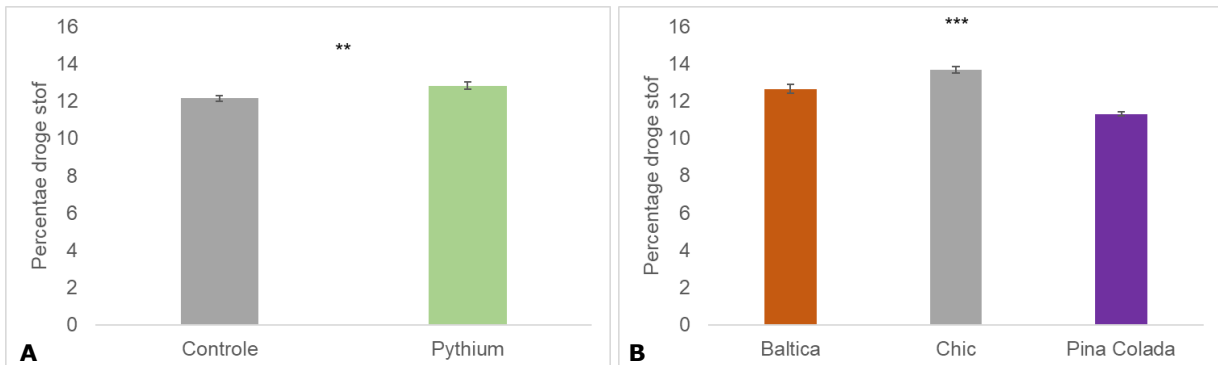 Percentae droge stof
16
14
12
10
8
6
4
2
0
**
Controle
Pythium
A
Percentage droge stof
16
14
12
10
8
6
4
2
0
***
Baltica
Chic
Pina Colada
B